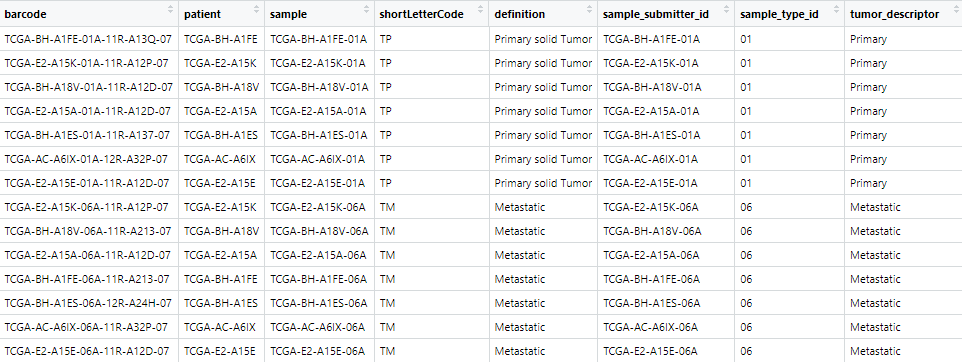 barcode patient sample shortLetterCode definition sample_submitter_id sample_type_id tumor_descriptor
TCGA-BH-A1FE-01A-11R-A13Q-07 TCGA-BH-A1FE TCGA-BH-A1FE-01A TP Primary solid Tumor TCGA-BH-A1FE-01A 01 Primary
TCGA-E2-A15K-01A-11R-A12P-07 TCGA-E2-A15K TCGA-E2-A15K-01A TP Primary solid Tumor TCGA-E2-A15K-01A 01 Primary
TCGA-BH-A18V-01A-11R-A12D-07 TCGA-BH-A18V TCGA-BH-A18V-01A TP Primary solid Tumor TCGA-BH-A18V-01A 01 Primary
TCGA-E2-A15A-01A-11R-A12D-07 TCGA-E2-A15A TCGA-E2-A15A-01A TP Primary solid Tumor TCGA-E2-A15A-01A 01 Primary
TCGA-BH-A1ES-01A-11R-A137-07 TCGA-BH-A1ES TCGA-BH-A1ES-01A TP Primary solid Tumor TCGA-BH-A1ES-01A 01 Primary
TCGA-AC-A6IX-01A-12R-A32P-07 TCGA-AC-A6IX TCGA-AC-A6IX-01A TP Primary solid Tumor TCGA-AC-A6IX-01A 01 Primary
TCGA-E2-A15E-01A-11R-A12D-07 TCGA-E2-A15E TCGA-E2-A15E-01A TP Primary solid Tumor TCGA-E2-A15E-01A 01 Primary
TCGA-E2-A15K-06A-11R-A12P-07 TCGA-E2-A15K TCGA-E2-A15K-06A TM Metastatic TCGA-E2-A15K-06A 06 Metastatic
TCGA-BH-A18V-06A-11R-A213-07 TCGA-BH-A18V TCGA-BH-A18V-06A TM Metastatic TCGA-BH-A18V-06A 06 Metastatic
TCGA-E2-A15A-06A-11R-A12D-07 TCGA-E2-A15A TCGA-E2-A15A-06A TM Metastatic TCGA-E2-A15A-06A 06 Metastatic
TCGA-BH-A1FE-06A-11R-A213-07 TCGA-BH-A1FE TCGA-BH-A1FE-06A TM Metastatic TCGA-BH-A1FE-06A 06 Metastatic
TCGA-BH-A1ES-06A-12R-A24H-07 TCGA-BH-A1ES TCGA-BH-A1ES-06A TM Metastatic TCGA-BH-A1ES-06A 06 Metastatic
TCGA-AC-A6IX-06A-11R-A32P-07 TCGA-AC-A6IX TCGA-AC-A6IX-06A TM Metastatic TCGA-AC-A6IX-06A 06 Metastatic
TCGA-E2-A15E-06A-11R-A12D-07 TCGA-E2-A15E TCGA-E2-A15E-06A TM Metastatic TCGA-E2-A15E-06A 06 Metastatic